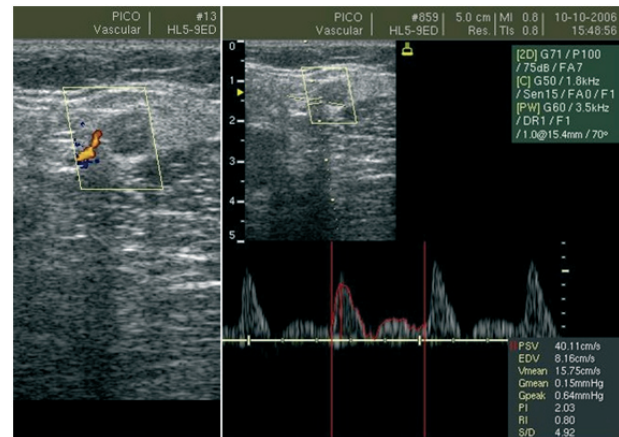 PICO #13
Vascular HL5-9ED
PICO #859 5.0 cm MI 0.8 10-10-2006
Vascular HL5-9ED Res. TIs 0.8 15:48:56
[2D] G71 / P100
/ 75dB / FA7
[C] G50 / 1.8kHz
/ Sen15 / FA0 / F1
[PW] G60 / 3.5kHz
/ DR1 / F1
/ 1.0@15.4mm / 70º
0
1
2
3
4
5
PSV 40.11cm/s
EDV 8.16cm/s
Vmean 15.75cm/s
Gmean 0.15mmHg
Gpeak 0.64mmHg
PI 2.03
RI 0.80
S/D 4.92